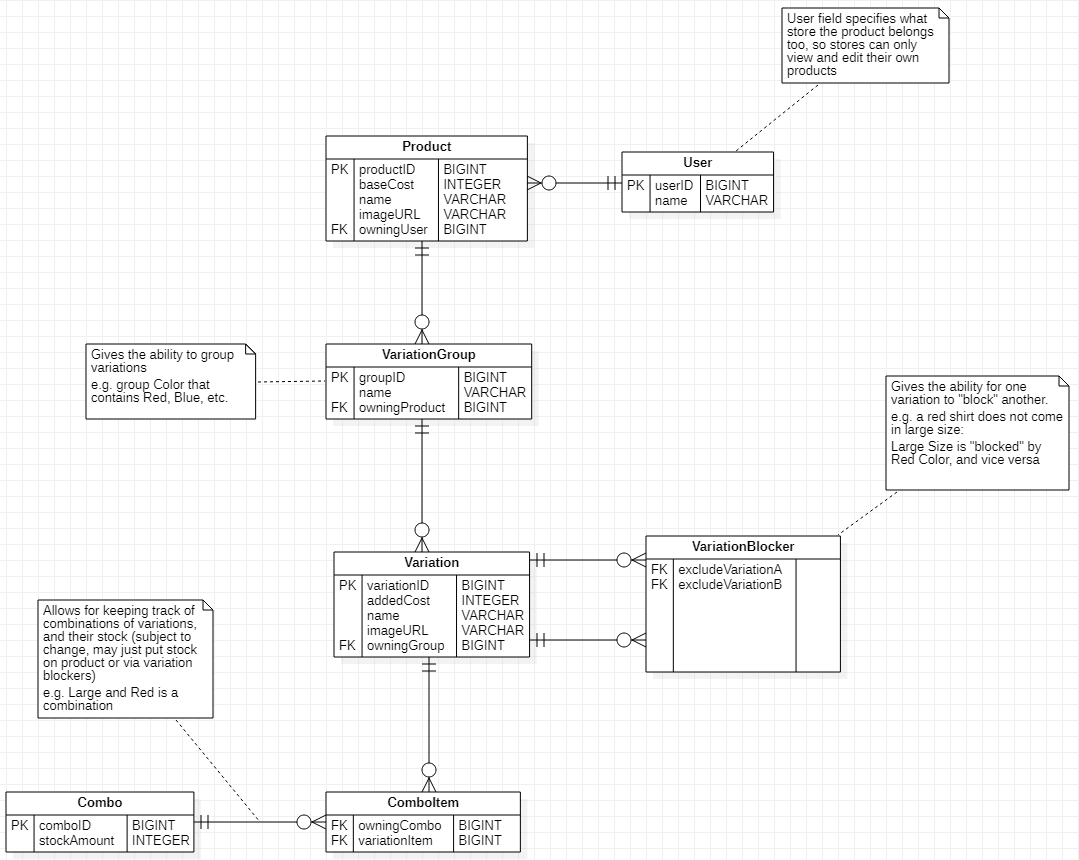 User field specifies what
store the product belongs
too, so stores can only
view and edit their own
products
Product
PK productID BIGINT
baseCost INTEGER
name VARCHAR
imageURL VARCHAR
FK owningUser BIGINT
User
PK userID BIGINT
name VARCHAR
Gives the ability to group
variations
e.g. group Color that
contains Red, Blue, etc.
VariationGroup
PK groupID BIGINT
name VARCHAR
FK owningProduct BIGINT
Gives the ability for one
variation to "block" another.
e.g. a red shirt does not come
in large size:
Large Size is "blocked" by
Red Color, and vice versa
Variation
PK variationID BIGINT
addedCost INTEGER
name VARCHAR
imageURL VARCHAR
FK owningGroup BIGINT
VariationBlocker
FK excludeVariationA
FK excludeVariationB
Allows for keeping track of
combinations of variations,
and their stock (subject to
change, may just put stock
on product or via variation
blockers)
e.g. Large and Red is a
combination
Combo
PK comboID BIGINT
stockAmount INTEGER
ComboItem
FK owningCombo BIGINT
FK variationItem BIGINT